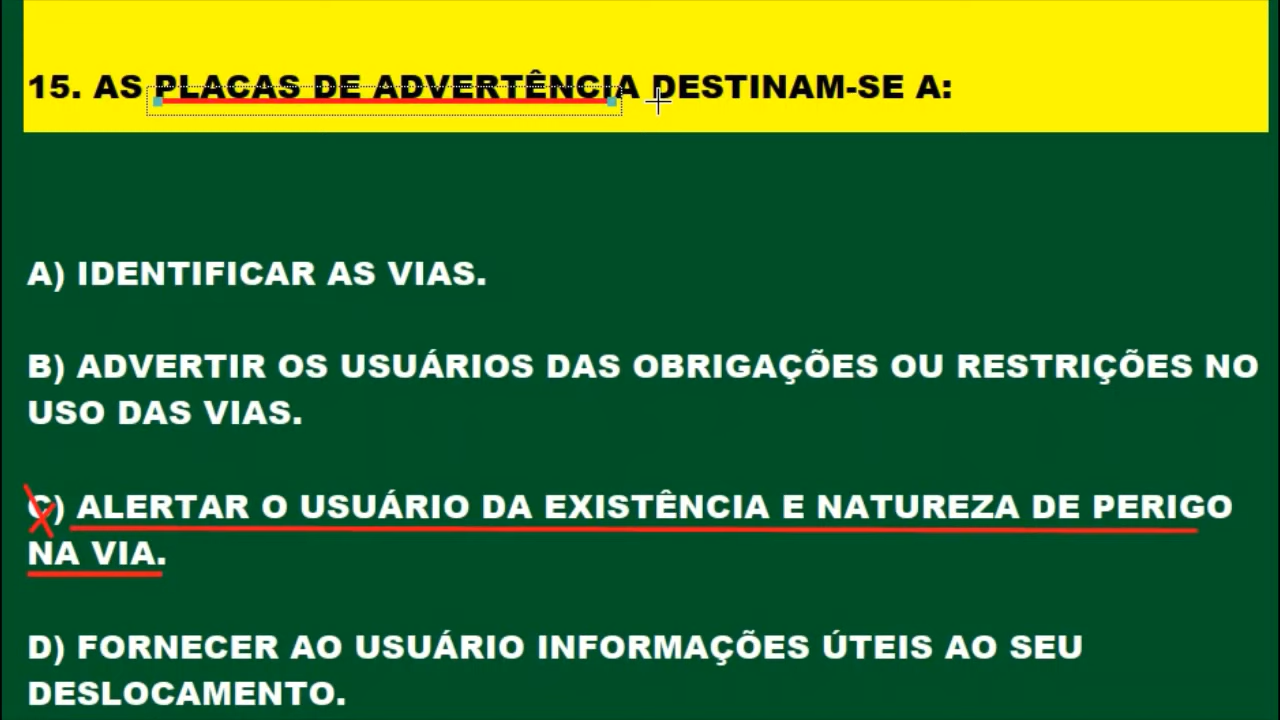 15. AS PLACAS DE ADVERTÊNCIA DESTINAM-SE A:
A) IDENTIFICAR AS VIAS.
B) ADVERTIR OS USUÁRIOS DAS OBRIGAÇÕES OU RESTRIÇÕES NO
USO DAS VIAS.
C) ALERTAR O USUÁRIO DA EXISTÊNCIA E NATUREZA DE PERIGO
NA VIA.
D) FORNECER AO USUÁRIO INFORMAÇÕES ÚTEIS AO SEU
DESLOCAMENTO.